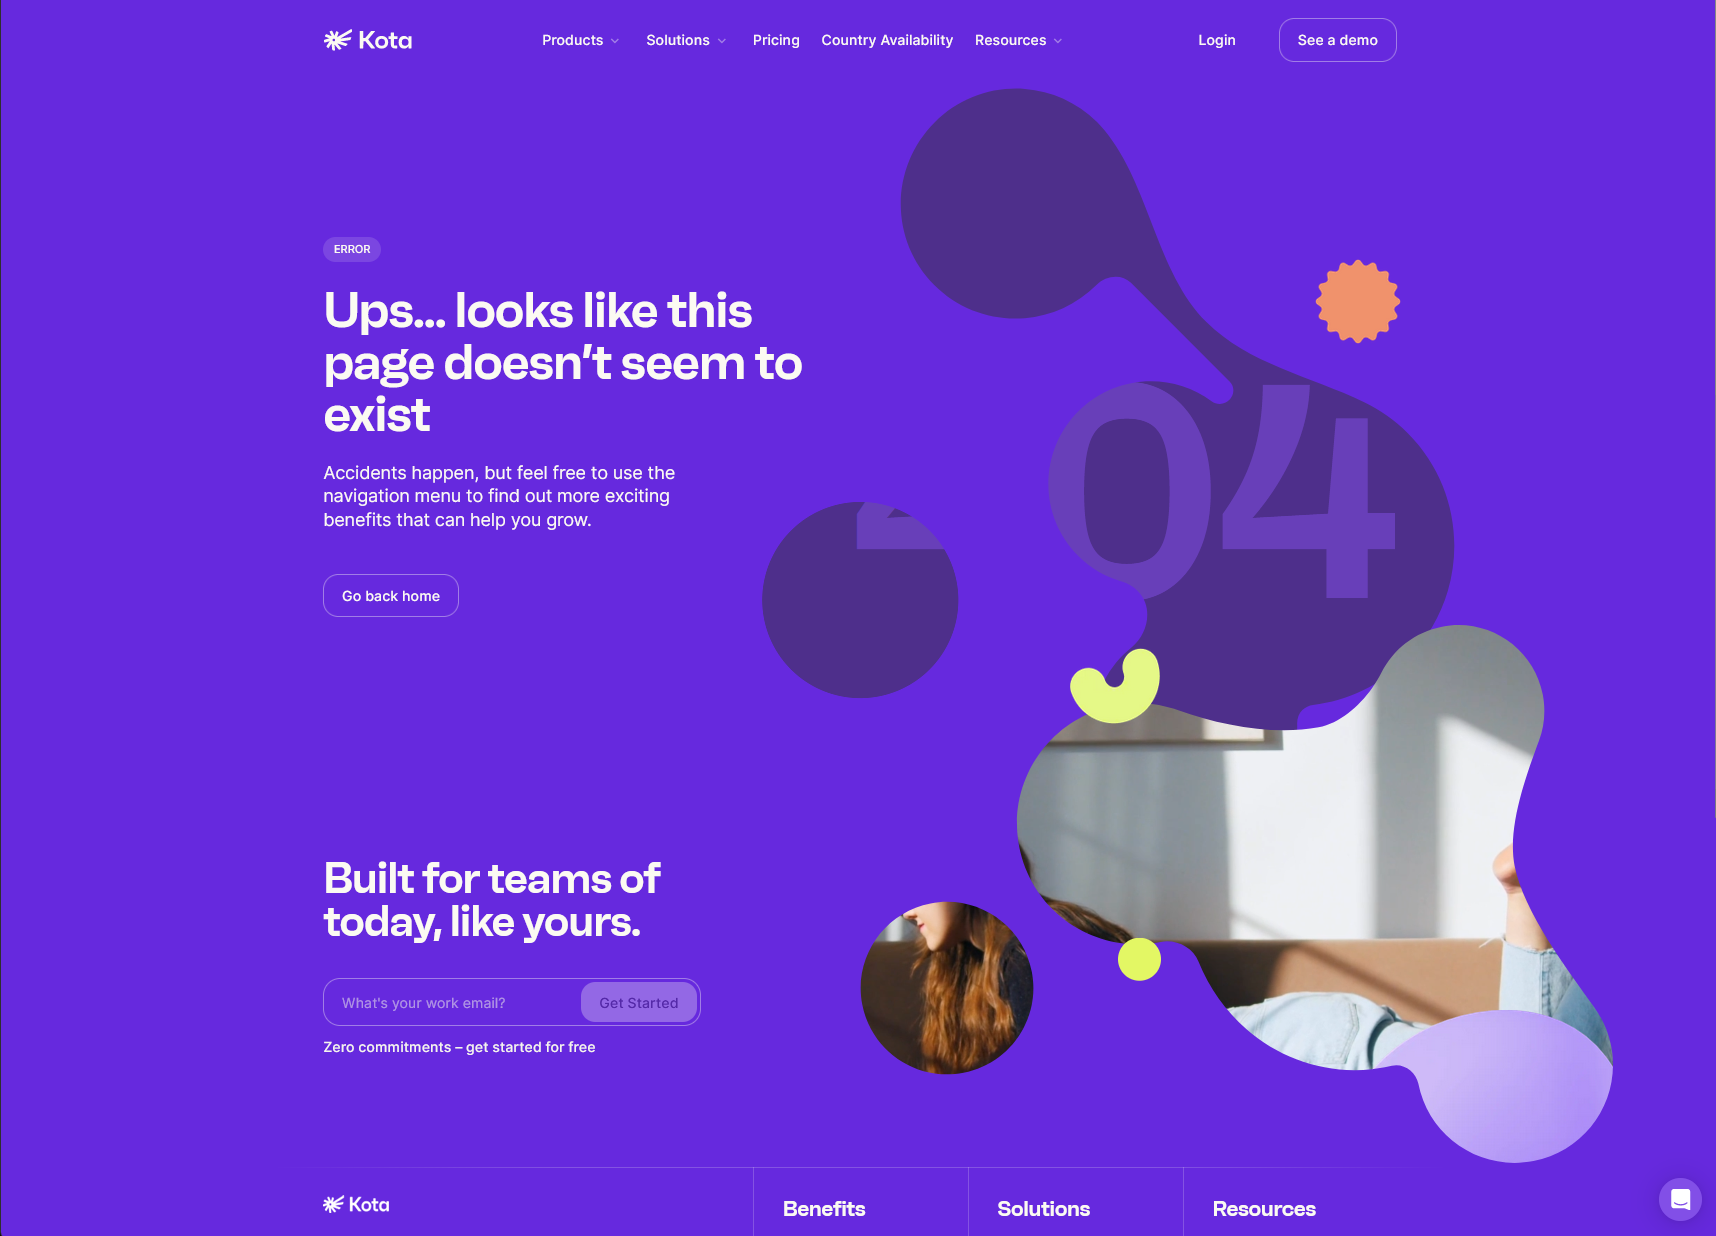 Kota
Products
Solutions
Pricing
Country Availability
Resources
Login
See a demo
ERROR
Ups... looks like this
page doesn't seem to
exist
Accidents happen, but feel free to use the
navigation menu to find out more exciting
benefits that can help you grow.
Go back home
04
Built for teams of
today, like yours.
What's your work email?
Get Started
Zero commitments – get started for free
Kota
Benefits
Solutions
Resources